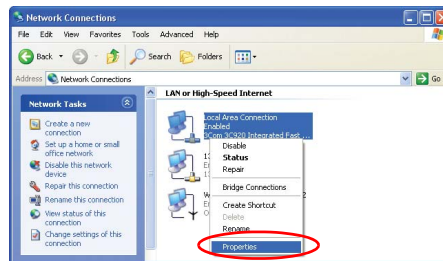 Network Connections
File Edit View Favorites Tools Advanced Help
Back Search Folders
Address Network Connections Go
Network Tasks
Create a new connection
Set up a home or small office network
Disable this network device
Repair this connection
Rename this connection
View status of this connection
Change settings of this connection
LAN or High-Speed Internet
Local Area Connection
Enabled
3Com 3C920 Integrated Fast ...
Disable
Status
Repair
Bridge Connections
Create Shortcut
Delete
Rename
Properties